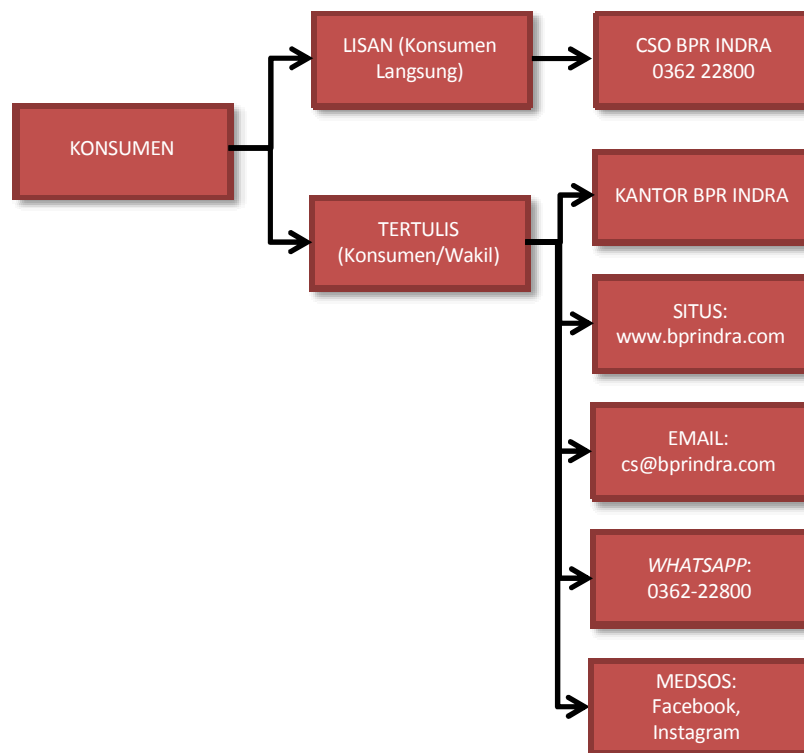 KONSUMEN
LISAN (Konsumen
Langsung)
CSO BPR INDRA
0362 22800
TERTULIS
(Konsumen/Wakil)
KANTOR BPR INDRA
SITUS:
www.bprindra.com
EMAIL:
cs@bprindra.com
WHATSAPP:
0362-22800
MEDSOS:
Facebook,
Instagram